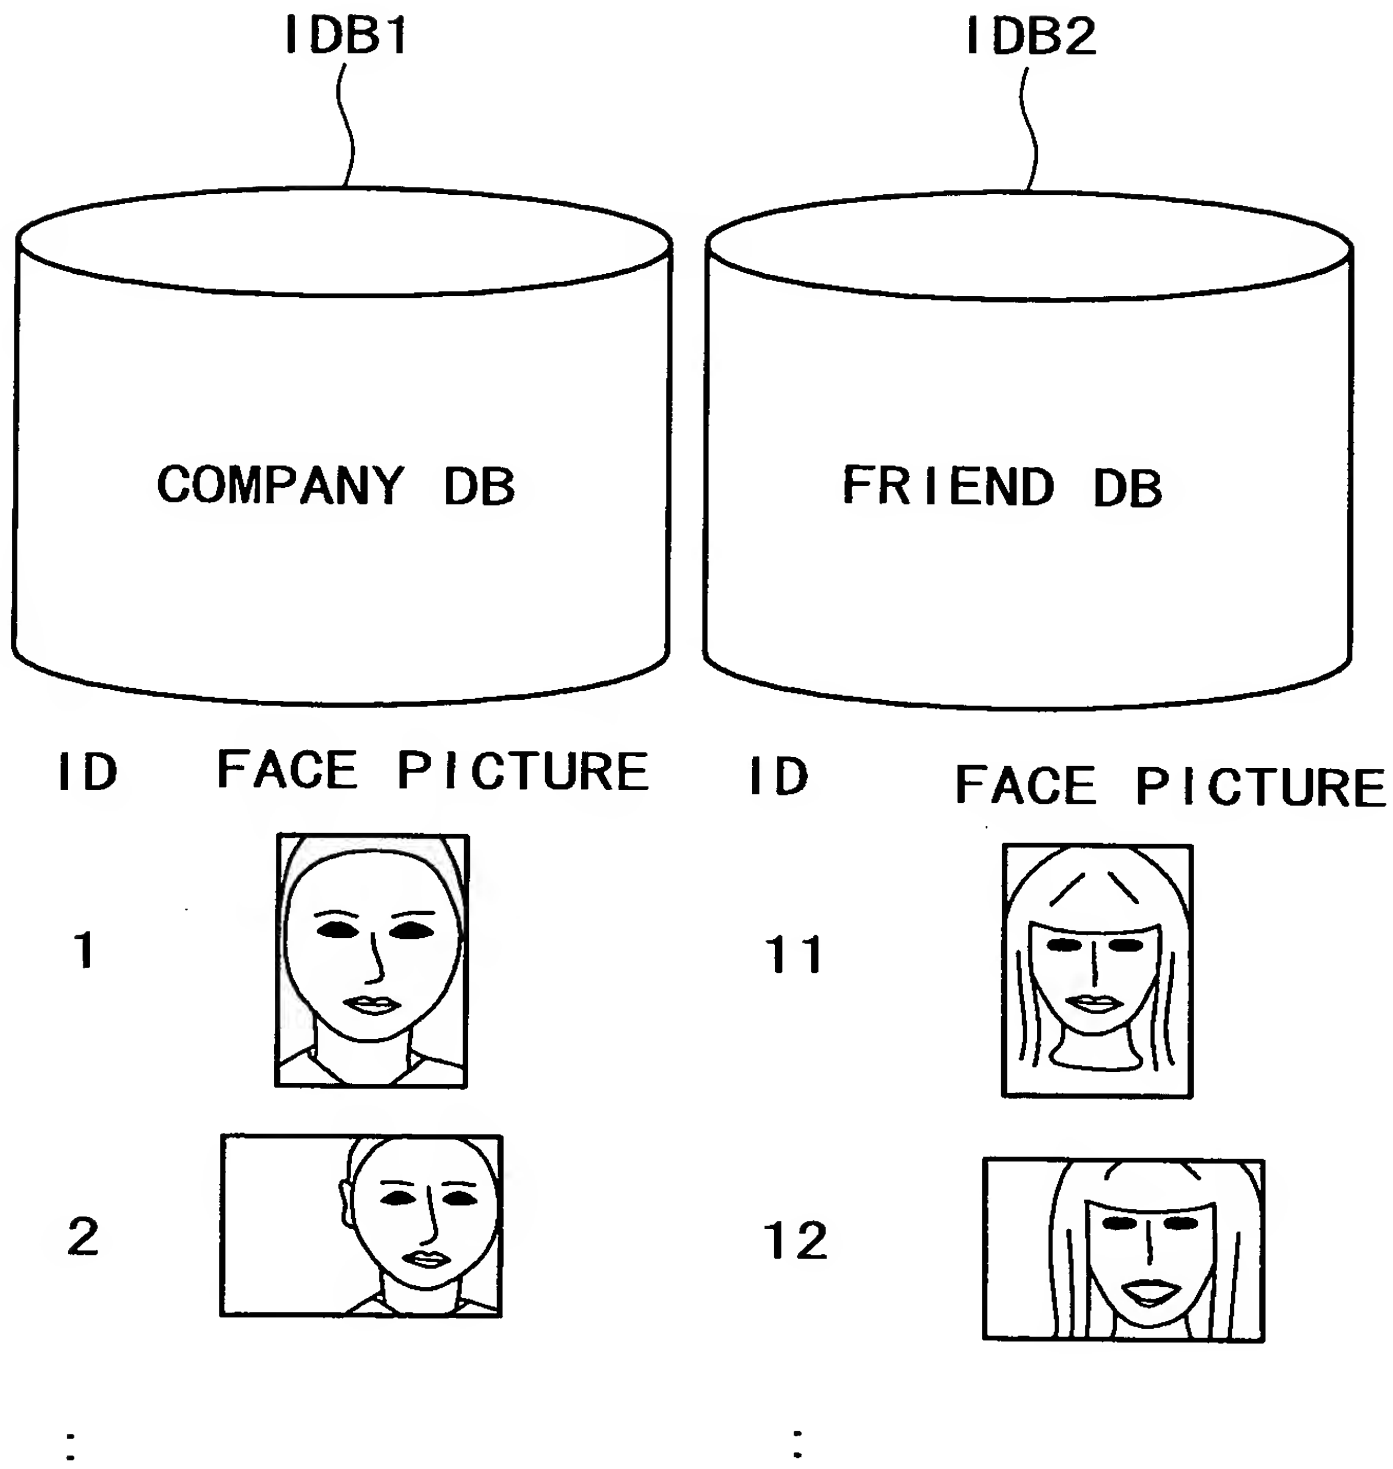 IDB1
IDB2
COMPANY DB
FRIEND DB
ID FACE PICTURE
ID FACE PICTURE
1
11
2
12
:
: